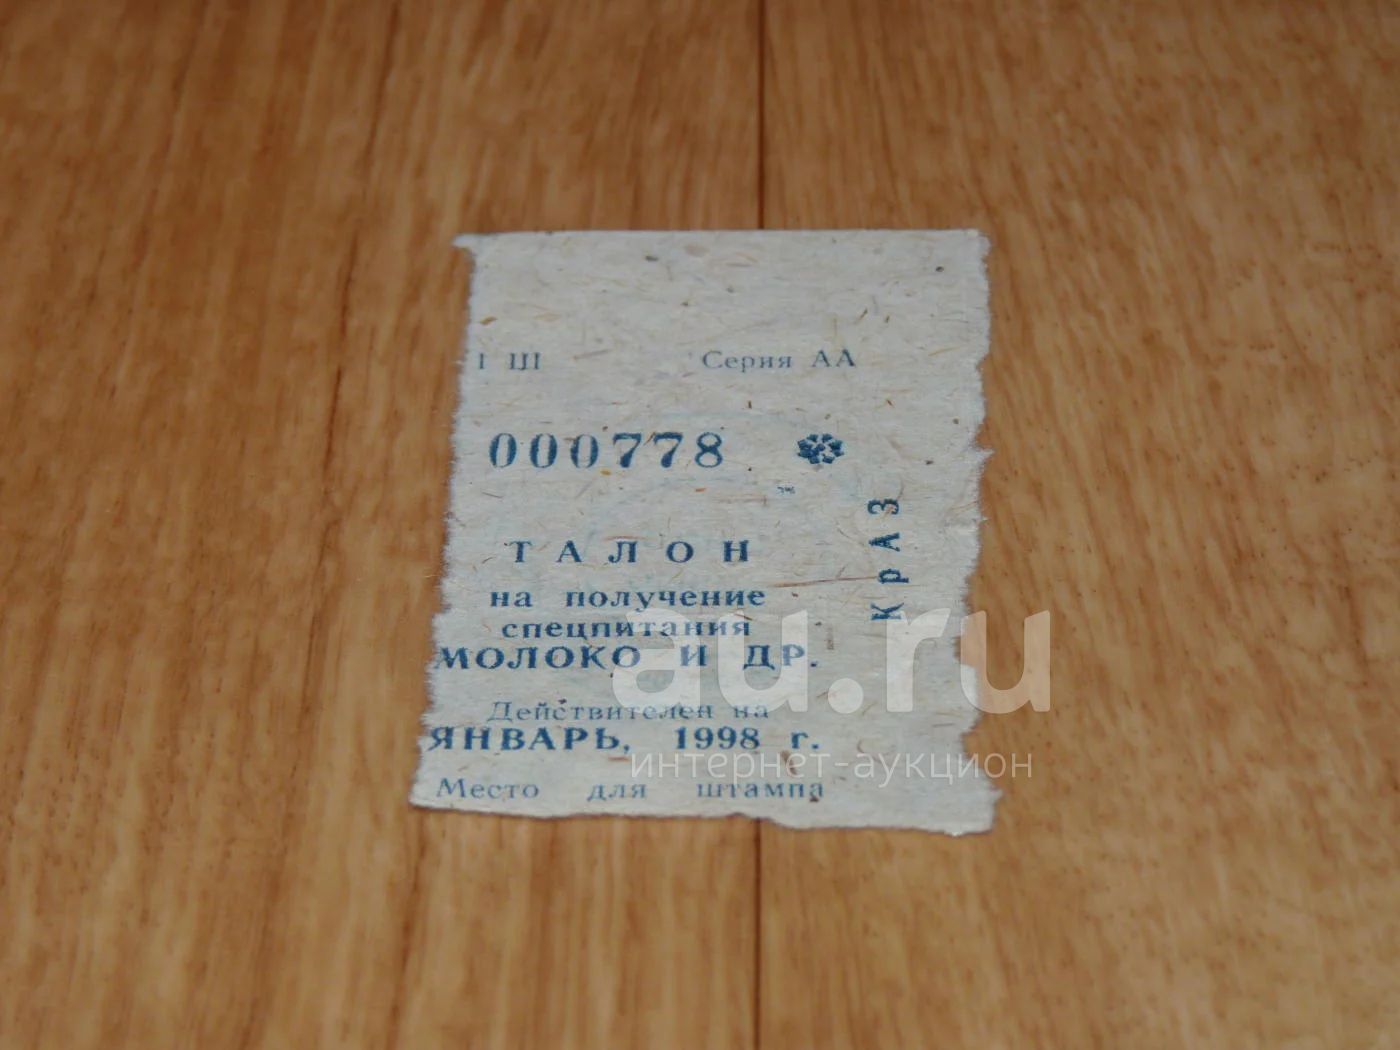 1 Ш Серия АА
000778
ТАЛОН
на получение
спецпитания
МОЛОКО И ДР.
Действителен на
ЯНВАРЬ, 1998 г.
Место для штампа
КрАЗ
au.ru
интернет-аукцион